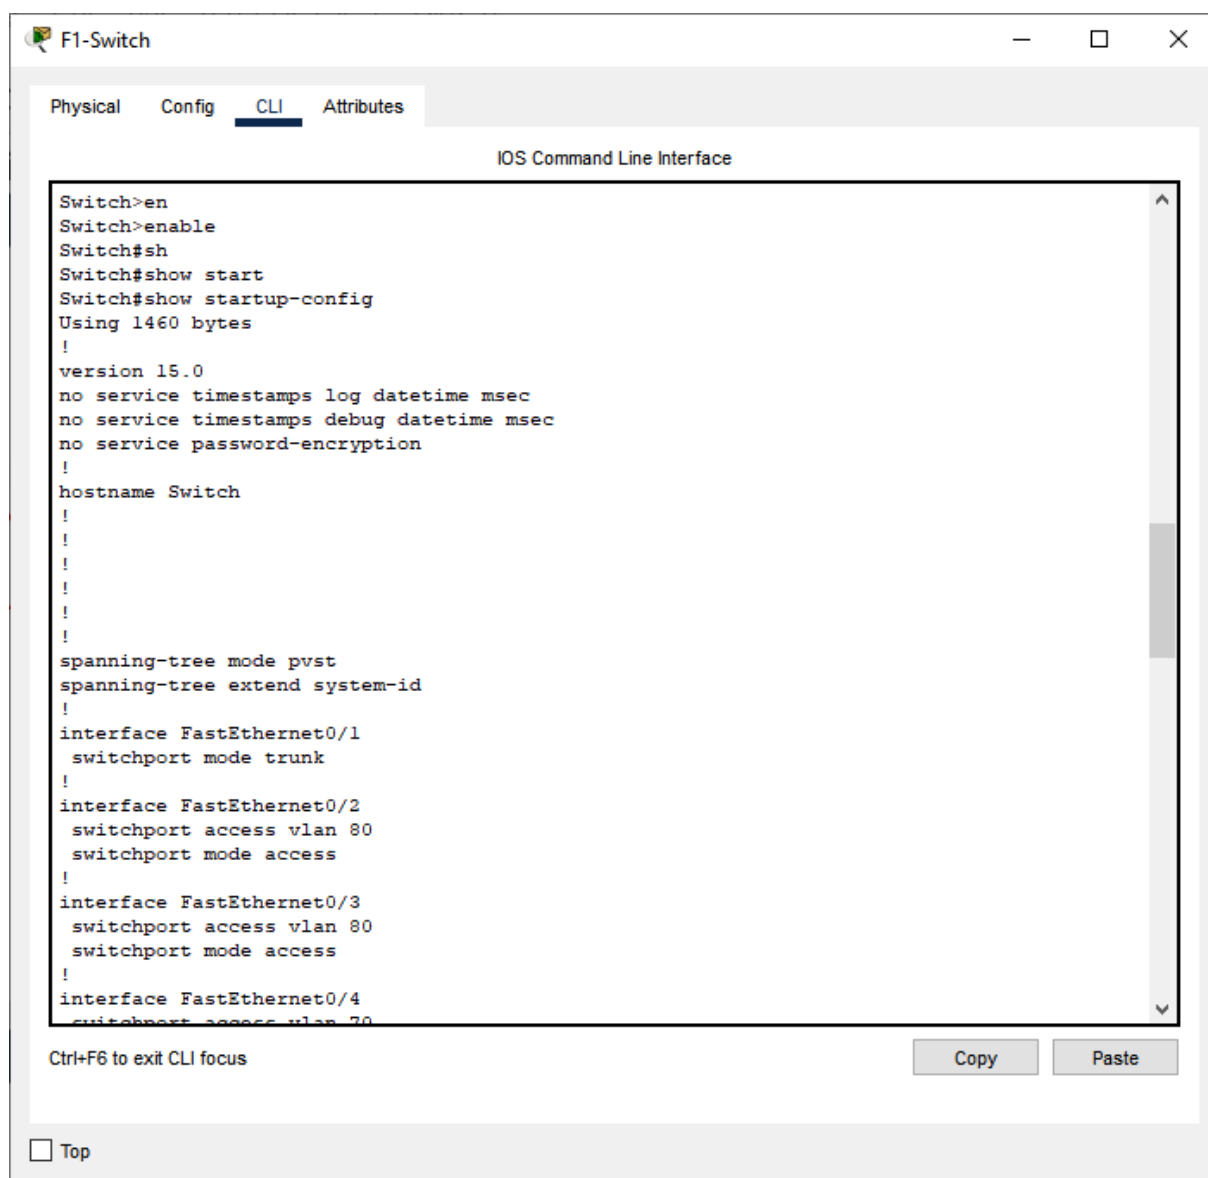 F1-Switch
Physical Config CLI Attributes
IOS Command Line Interface
Switch>en
Switch>enable
Switch#sh
Switch#show start
Switch#show startup-config
Using 1460 bytes
!
version 15.0
no service timestamps log datetime msec
no service timestamps debug datetime msec
no service password-encryption
!
hostname Switch
!
!
!
!
!
!
spanning-tree mode pvst
spanning-tree extend system-id
!
interface FastEthernet0/1
 switchport mode trunk
!
interface FastEthernet0/2
 switchport access vlan 80
 switchport mode access
!
interface FastEthernet0/3
 switchport access vlan 80
 switchport mode access
!
interface FastEthernet0/4
 switchport access vlan 70
Ctrl+F6 to exit CLI focus
Copy Paste
Top